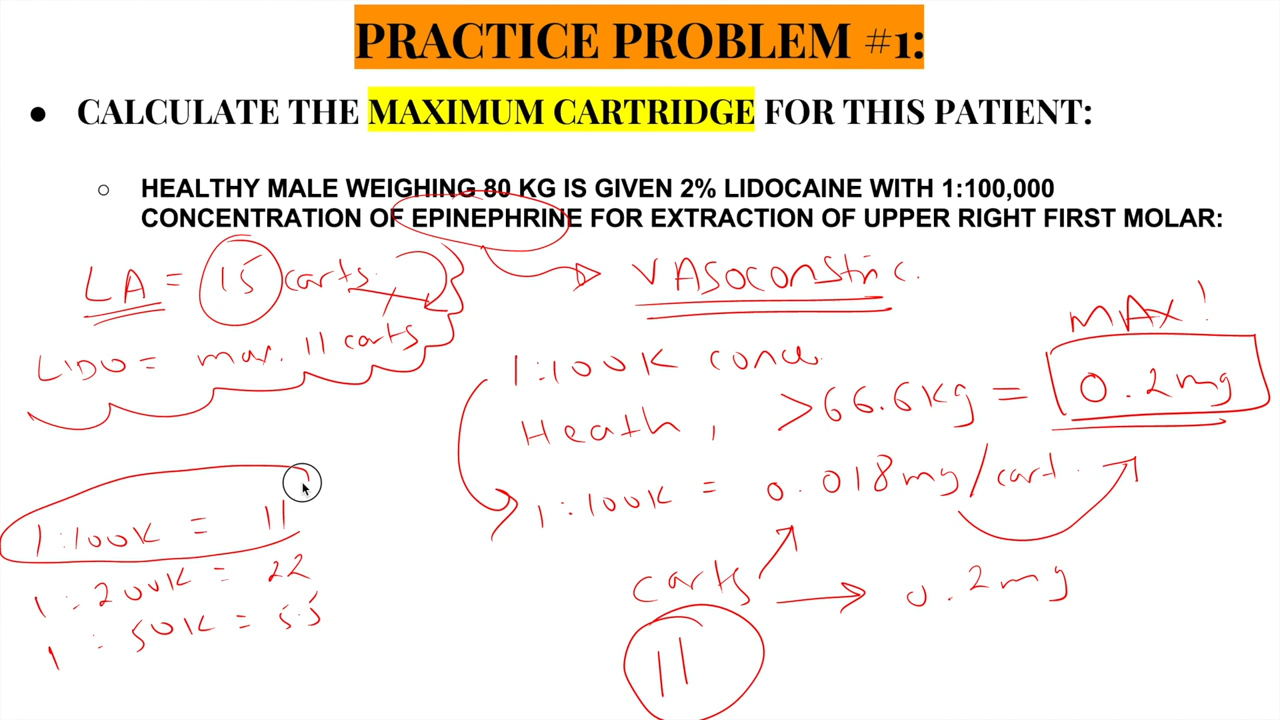 PRACTICE PROBLEM #1:
● CALCULATE THE MAXIMUM CARTRIDGE FOR THIS PATIENT:
○ HEALTHY MALE WEIGHING 80 KG IS GIVEN 2% LIDOCAINE WITH 1:100,000
CONCENTRATION OF EPINEPHRINE FOR EXTRACTION OF UPPER RIGHT FIRST MOLAR:
LA = 15 carts
VASOCONSTRIC.
LIDO = max. 11 carts
MAX!
1:100K conc.
>66.6kg = 0.2mg
Heath,
1:100K = 0.018mg/cart
1:100K = 11
1:200K = 22
1:50K = 5.5
carts → 0.2mg
11